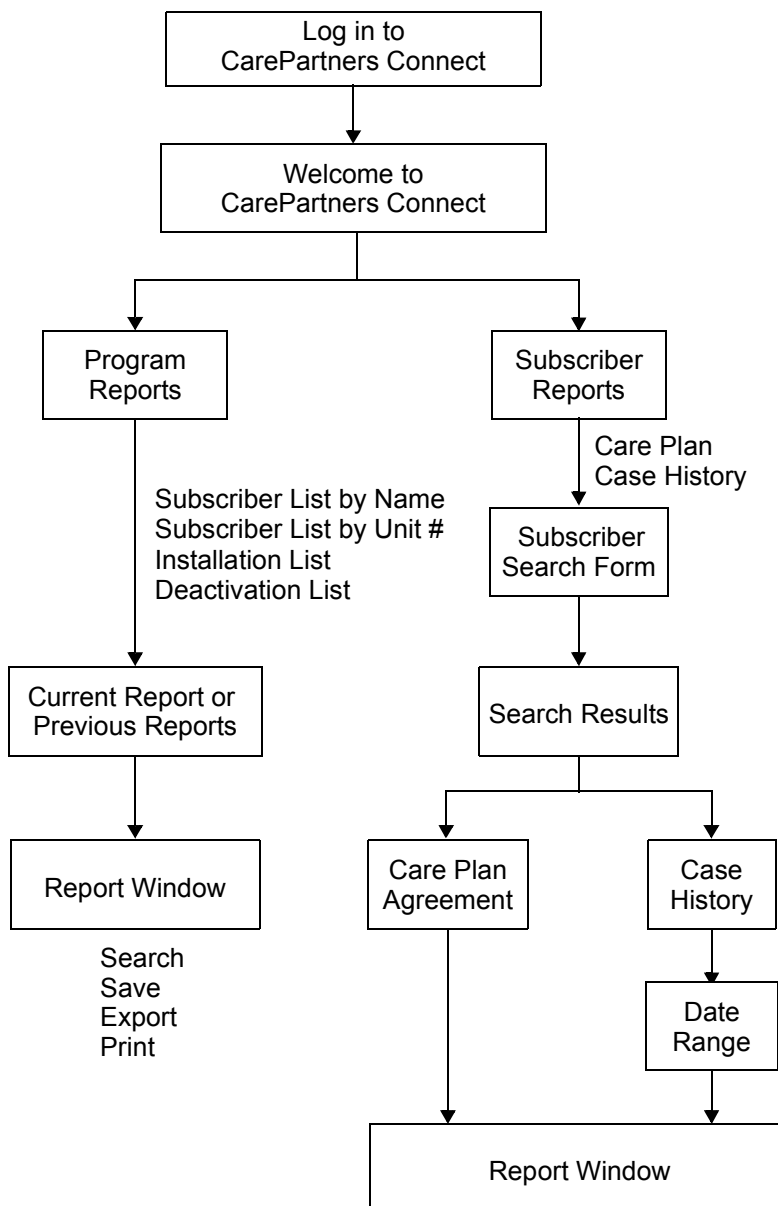 Log in to
CarePartners Connect
Welcome to
CarePartners Connect
Program
Reports
Subscriber
Reports
Care Plan
Case History
Subscriber List by Name
Subscriber List by Unit #
Installation List
Deactivation List
Subscriber
Search Form
Current Report or
Previous Reports
Search Results
Report Window
Care Plan
Agreement
Case
History
Search
Save
Export
Print
Date
Range
Report Window